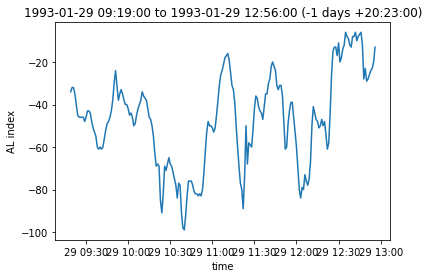 1993-01-29 09:19:00 to 1993-01-29 12:56:00 (-1 days +20:23:00)
AL index
−20
−40
−60
−80
−100
29 09:30 29 10:00 29 10:30 29 11:00 29 11:30 29 12:00 29 12:30 29 13:00
time